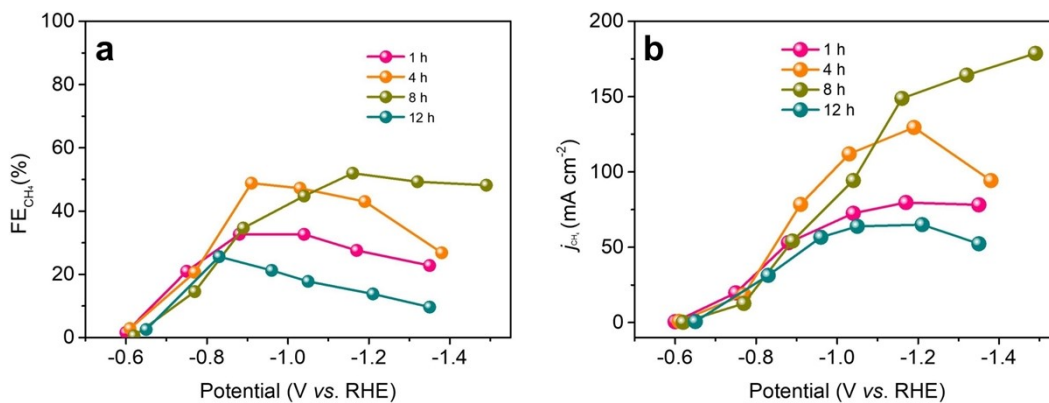 a
100
80
60
40
20
0
FE_CH₄ (%)
1 h
4 h
8 h
12 h
-0.6 -0.8 -1.0 -1.2 -1.4
Potential (V vs. RHE)
b
200
150
100
50
0
j_CH₄ (mA cm⁻²)
1 h
4 h
8 h
12 h
-0.6 -0.8 -1.0 -1.2 -1.4
Potential (V vs. RHE)